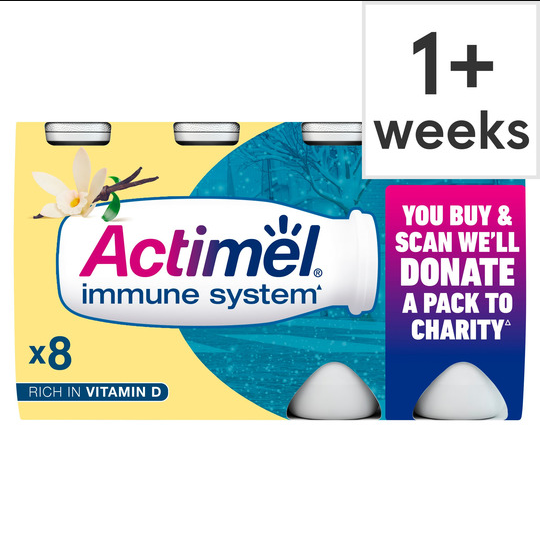 1+
weeks
Actimel®
immune system▲
x8
RICH IN VITAMIN D
YOU BUY &
SCAN WE'LL
DONATE
A PACK TO
CHARITY△